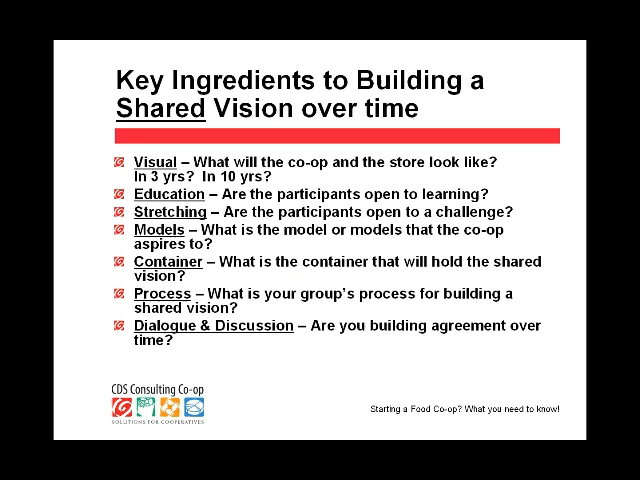 Key Ingredients to Building a
Shared Vision over time
Visual – What will the co-op and the store look like?
In 3 yrs?  In 10 yrs?
Education – Are the participants open to learning?
Stretching – Are the participants open to a challenge?
Models – What is the model or models that the co-op
aspires to?
Container – What is the container that will hold the shared
vision?
Process – What is your group's process for building a
shared vision?
Dialogue & Discussion – Are you building agreement over
time?
CDS Consulting Co-op
SOLUTIONS FOR COOPERATIVES
Starting a Food Co-op? What you need to know!